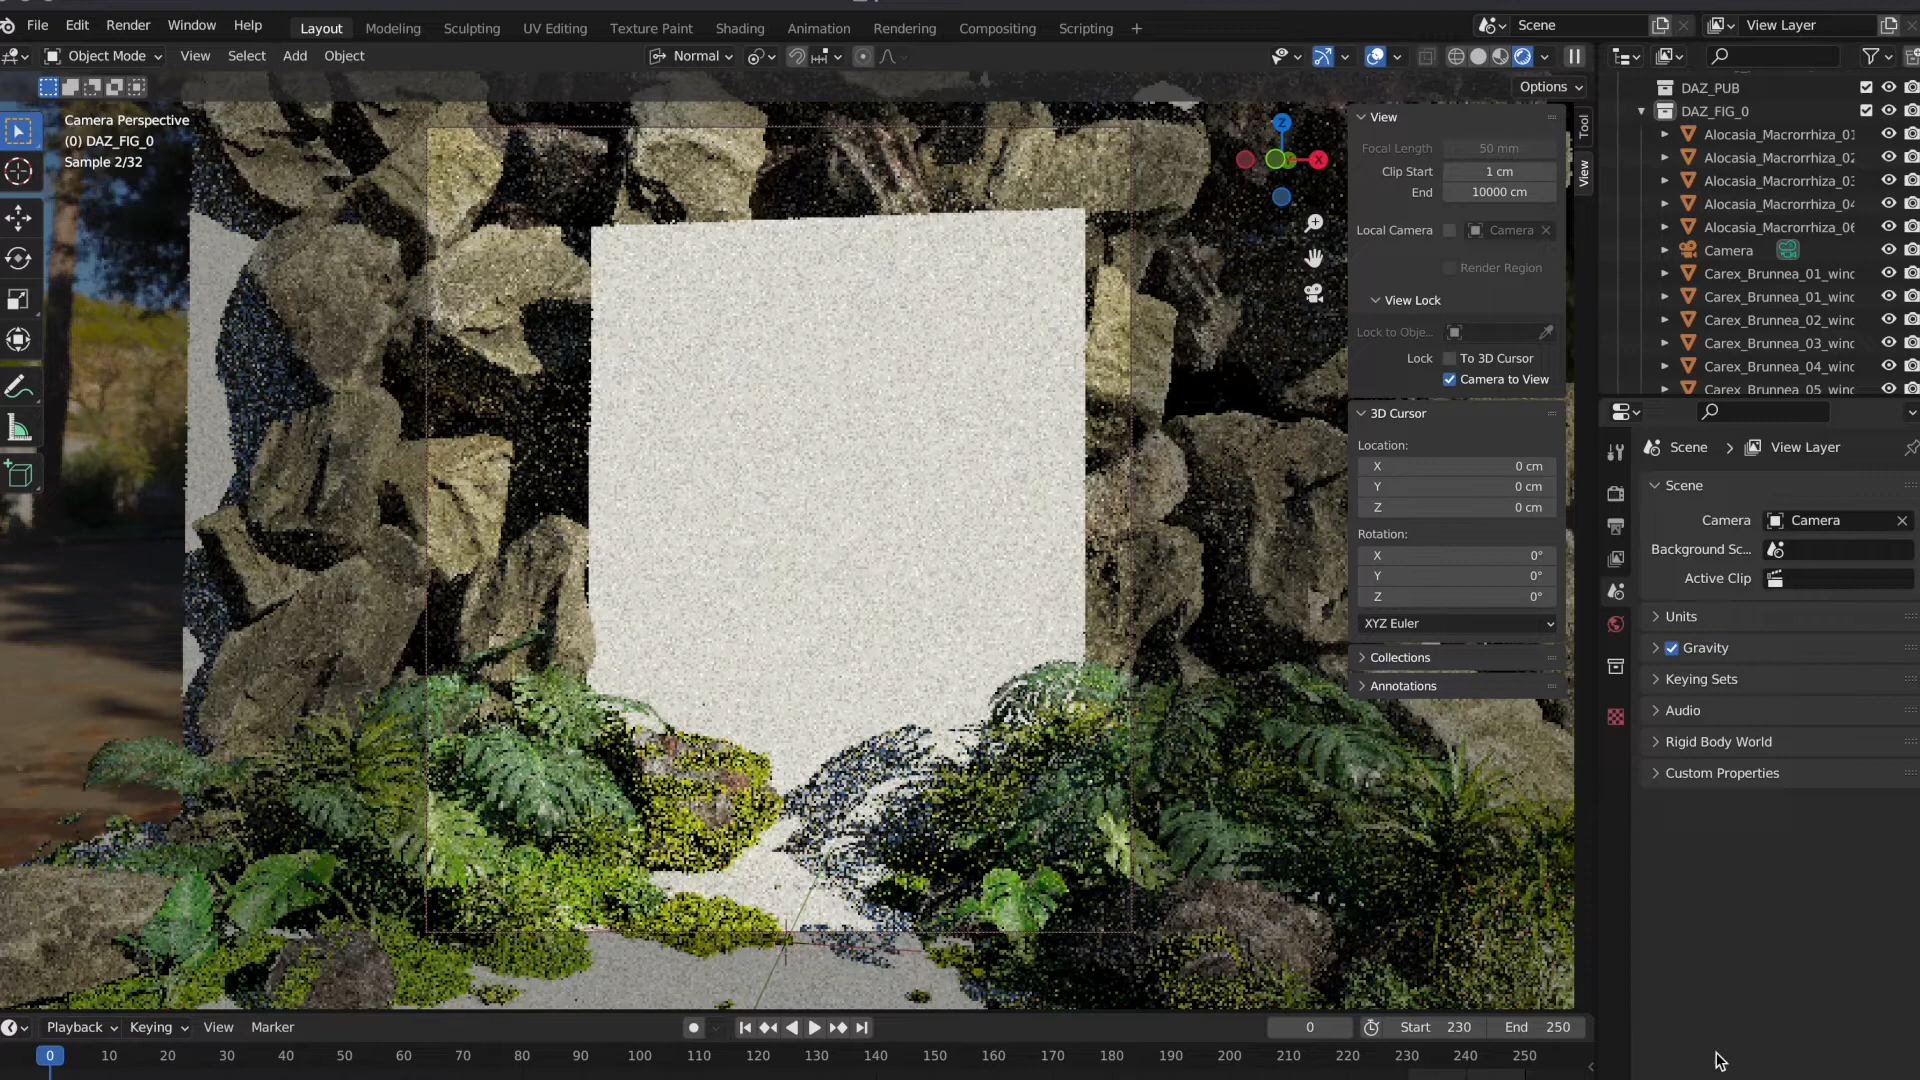 File Edit Render Window Help Layout Modeling Sculpting UV Editing Texture Paint Shading Animation Rendering Compositing Scripting + Scene View Layer
Object Mode View Select Add Object Normal
Options
Camera Perspective
(0) DAZ_FIG_0
Sample 2/32
Z
X
View
Focal Length 50 mm
Clip Start 1 cm
End 10000 cm
Local Camera Camera
Render Region
View Lock
Lock to Obje...
Lock To 3D Cursor
Camera to View
3D Cursor
Location:
X 0 cm
Y 0 cm
Z 0 cm
Rotation:
X 0°
Y 0°
Z 0°
XYZ Euler
Collections
Annotations
Tool
View
DAZ_PUB
DAZ_FIG_0
Alocasia_Macrorrhiza_01
Alocasia_Macrorrhiza_02
Alocasia_Macrorrhiza_03
Alocasia_Macrorrhiza_04
Alocasia_Macrorrhiza_06
Camera
Carex_Brunnea_01_wind
Carex_Brunnea_01_wind
Carex_Brunnea_02_wind
Carex_Brunnea_03_wind
Carex_Brunnea_04_wind
Carex_Brunnea_05_wind
Scene View Layer
Scene
Camera Camera
Background Sc...
Active Clip
Units
Gravity
Keying Sets
Audio
Rigid Body World
Custom Properties
Playback Keying View Marker 0 Start 230 End 250
0 10 20 30 40 50 60 70 80 90 100 110 120 130 140 150 160 170 180 190 200 210 220 230 240 250